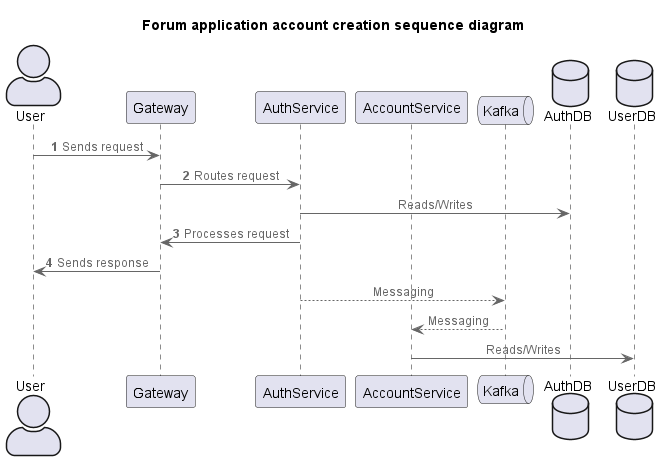 Forum application account creation sequence diagram
User
Gateway
AuthService
AccountService
Kafka
AuthDB
UserDB
1 Sends request
2 Routes request
Reads/Writes
3 Processes request
4 Sends response
Messaging
Messaging
Reads/Writes
User
Gateway
AuthService
AccountService
Kafka
AuthDB
UserDB